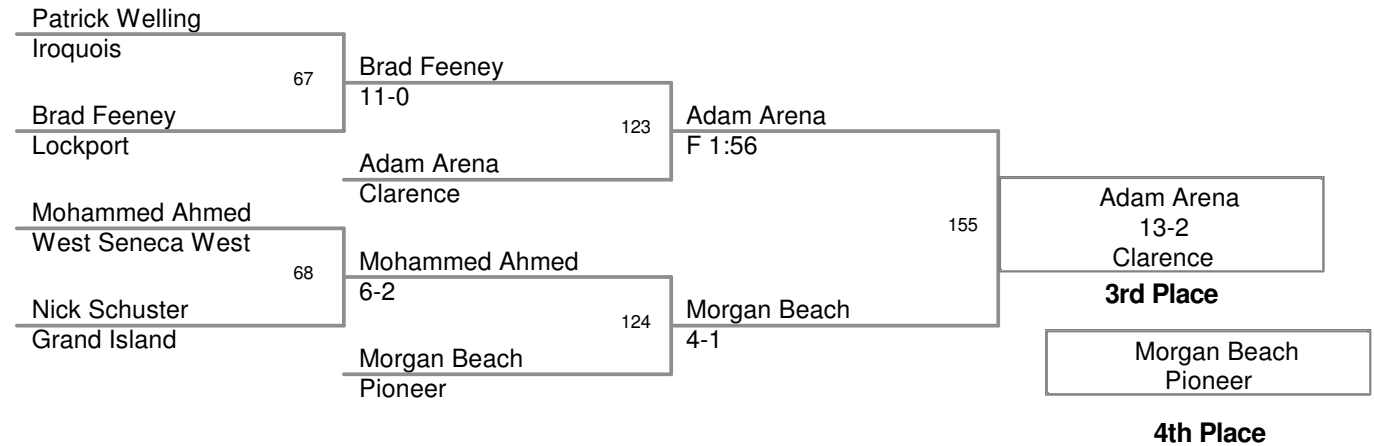 Patrick Welling
Iroquois
67
Brad Feeney
11-0
Brad Feeney
Lockport
123
Adam Arena
F 1:56
Adam Arena
Clarence
Mohammed Ahmed
West Seneca West
155
Adam Arena
13-2
Clarence
68
Mohammed Ahmed
6-2
3rd Place
Nick Schuster
Grand Island
124
Morgan Beach
4-1
Morgan Beach
Pioneer
Morgan Beach
Pioneer
4th Place